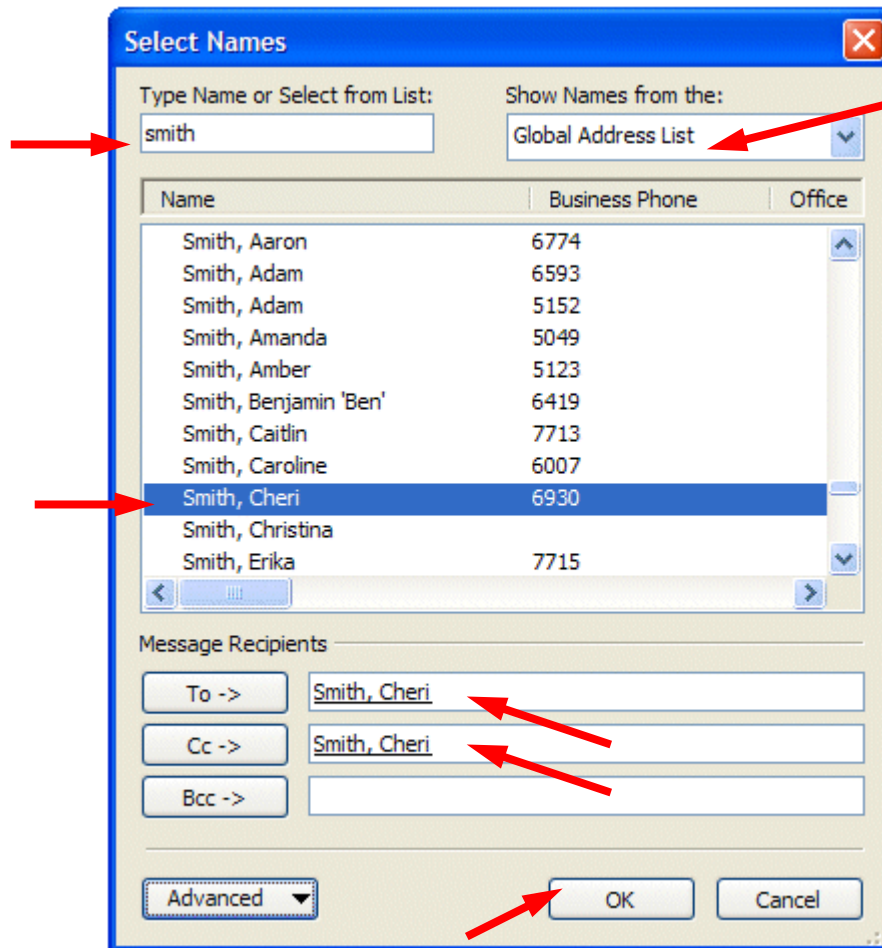 Select Names
Type Name or Select from List: Show Names from the:
smith Global Address List
Name Business Phone Office
Smith, Aaron 6774
Smith, Adam 6593
Smith, Adam 5152
Smith, Amanda 5049
Smith, Amber 5123
Smith, Benjamin 'Ben' 6419
Smith, Caitlin 7713
Smith, Caroline 6007
Smith, Cheri 6930
Smith, Christina
Smith, Erika 7715
Message Recipients
To -> Smith, Cheri
Cc -> Smith, Cheri
Bcc ->
Advanced OK Cancel